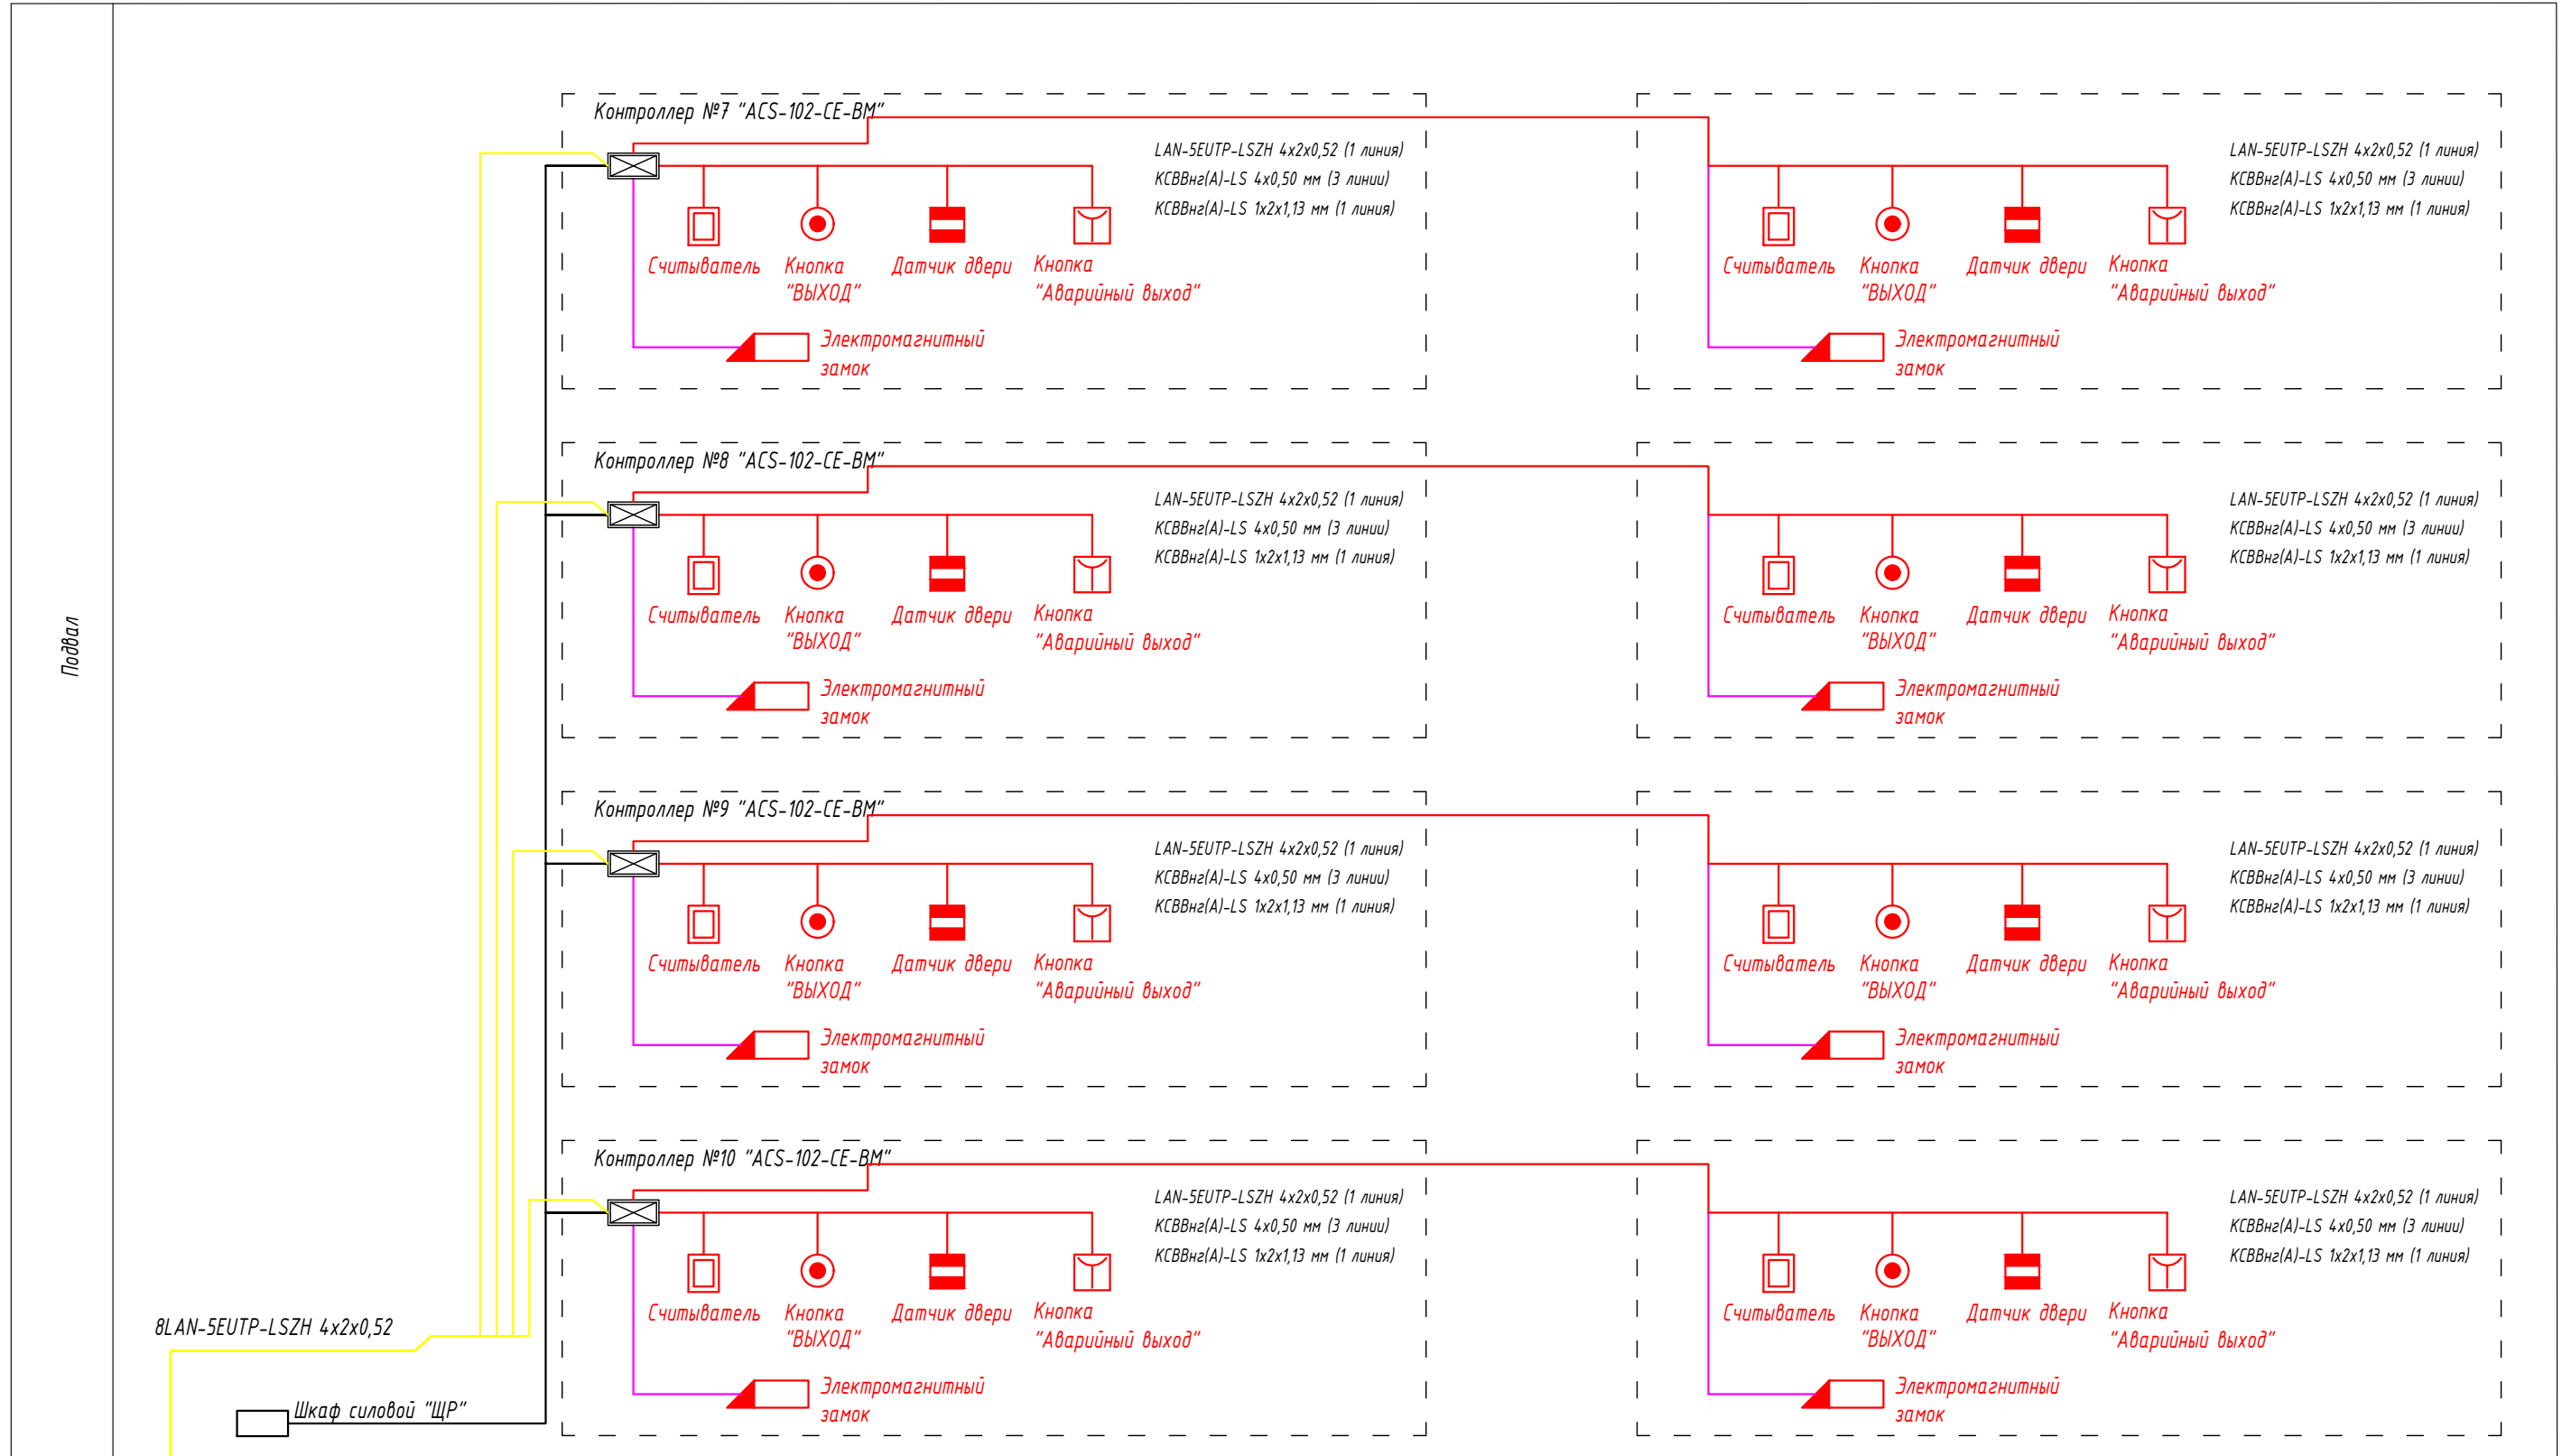 Подвал
Контроллер №7 "ACS-102-CE-BM"
LAN-5EUTP-LSZH 4x2x0,52 (1 линия)
КСВВнг(А)-LS 4x0,50 мм (3 линии)
КСВВнг(А)-LS 1x2x1,13 мм (1 линия)
Считыватель
Кнопка
"ВЫХОД"
Датчик двери
Кнопка
"Аварийный выход"
Электромагнитный
замок
LAN-5EUTP-LSZH 4x2x0,52 (1 линия)
КСВВнг(А)-LS 4x0,50 мм (3 линии)
КСВВнг(А)-LS 1x2x1,13 мм (1 линия)
Считыватель
Кнопка
"ВЫХОД"
Датчик двери
Кнопка
"Аварийный выход"
Электромагнитный
замок
Контроллер №8 "ACS-102-CE-BM"
LAN-5EUTP-LSZH 4x2x0,52 (1 линия)
КСВВнг(А)-LS 4x0,50 мм (3 линии)
КСВВнг(А)-LS 1x2x1,13 мм (1 линия)
Считыватель
Кнопка
"ВЫХОД"
Датчик двери
Кнопка
"Аварийный выход"
Электромагнитный
замок
LAN-5EUTP-LSZH 4x2x0,52 (1 линия)
КСВВнг(А)-LS 4x0,50 мм (3 линии)
КСВВнг(А)-LS 1x2x1,13 мм (1 линия)
Считыватель
Кнопка
"ВЫХОД"
Датчик двери
Кнопка
"Аварийный выход"
Электромагнитный
замок
Контроллер №9 "ACS-102-CE-BM"
LAN-5EUTP-LSZH 4x2x0,52 (1 линия)
КСВВнг(А)-LS 4x0,50 мм (3 линии)
КСВВнг(А)-LS 1x2x1,13 мм (1 линия)
Считыватель
Кнопка
"ВЫХОД"
Датчик двери
Кнопка
"Аварийный выход"
Электромагнитный
замок
LAN-5EUTP-LSZH 4x2x0,52 (1 линия)
КСВВнг(А)-LS 4x0,50 мм (3 линии)
КСВВнг(А)-LS 1x2x1,13 мм (1 линия)
Считыватель
Кнопка
"ВЫХОД"
Датчик двери
Кнопка
"Аварийный выход"
Электромагнитный
замок
Контроллер №10 "ACS-102-CE-BM"
LAN-5EUTP-LSZH 4x2x0,52 (1 линия)
КСВВнг(А)-LS 4x0,50 мм (3 линии)
КСВВнг(А)-LS 1x2x1,13 мм (1 линия)
Считыватель
Кнопка
"ВЫХОД"
Датчик двери
Кнопка
"Аварийный выход"
Электромагнитный
замок
LAN-5EUTP-LSZH 4x2x0,52 (1 линия)
КСВВнг(А)-LS 4x0,50 мм (3 линии)
КСВВнг(А)-LS 1x2x1,13 мм (1 линия)
Считыватель
Кнопка
"ВЫХОД"
Датчик двери
Кнопка
"Аварийный выход"
Электромагнитный
замок
8LAN-5EUTP-LSZH 4x2x0,52
Шкаф силовой "ЩР"